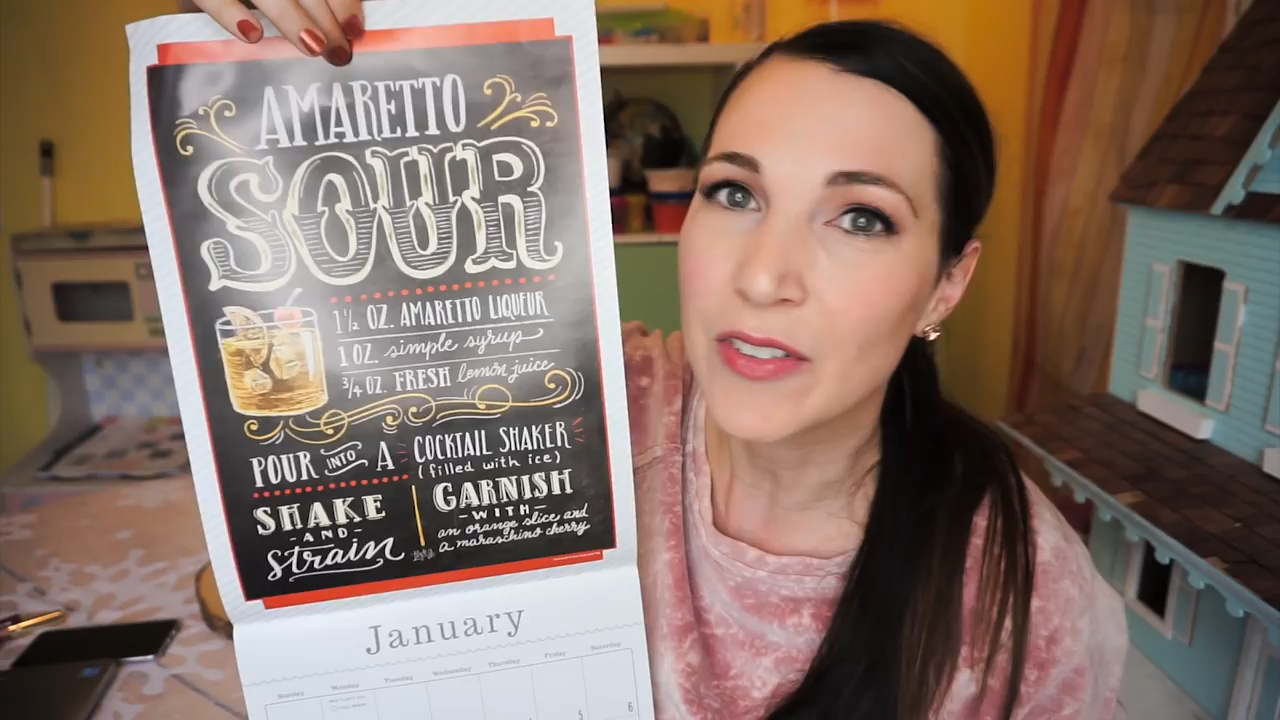 AMARETTO
SOUR
1 1/2 OZ. AMARETTO LIQUEUR
1 OZ. simple syrup
3/4 OZ. FRESH lemon juice
POUR INTO A COCKTAIL SHAKER
(filled with ice)
SHAKE
-AND-
Strain
GARNISH
-WITH-
an orange slice and
a maraschino cherry
January
Sunday Monday Tuesday Wednesday Thursday Friday Saturday
5 6